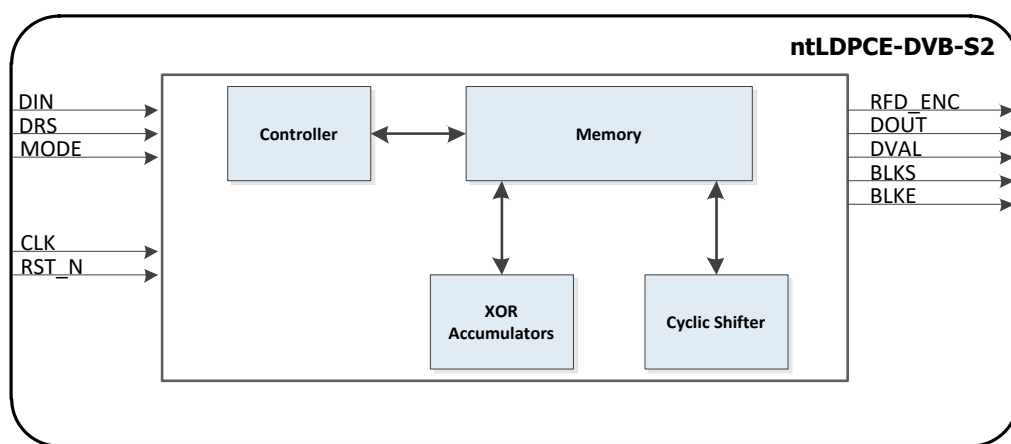 ntLDPCE-DVB-S2
DIN
DRS
MODE
CLK
RST_N
Controller
Memory
XOR
Accumulators
Cyclic Shifter
RFD_ENC
DOUT
DVAL
BLKS
BLKE